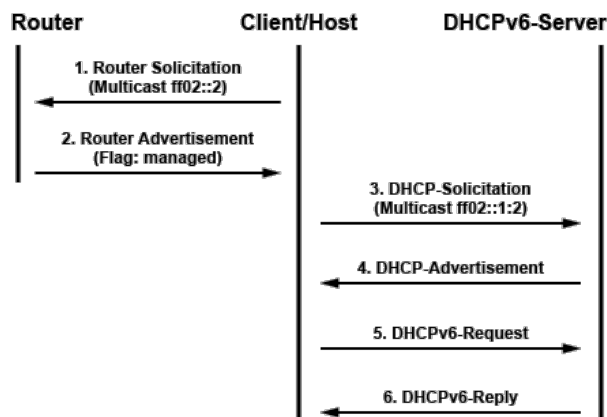 Router
Client/Host
DHCPv6-Server
1. Router Solicitation
(Multicast ff02::2)
2. Router Advertisement
(Flag: managed)
3. DHCP-Solicitation
(Multicast ff02::1:2)
4. DHCP-Advertisement
5. DHCPv6-Request
6. DHCPv6-Reply